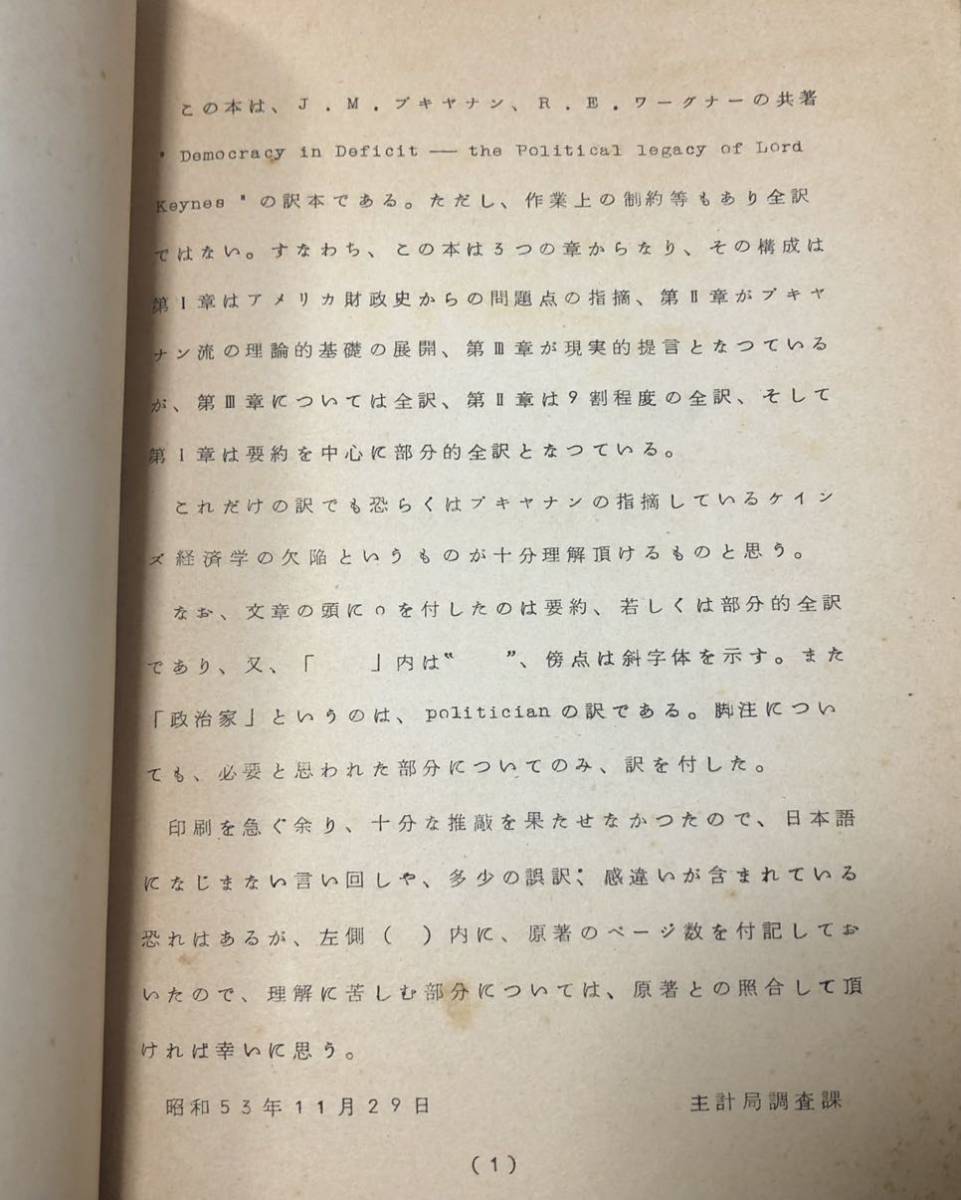 この本は、J.M.ブキヤナン、R.E.ワーグナーの共著
" Democracy in Deficit ── the Political legacy of Lord
Keynes " の訳本である。ただし、作業上の制約等もあり全訳
ではない。すなわち、この本は3つの章からなり、その構成は
第Ⅰ章はアメリカ財政史からの問題点の指摘、第Ⅱ章がブキヤ
ナン流の理論的基礎の展開、第Ⅲ章が現実的提言となつている
が、第Ⅲ章については全訳、第Ⅱ章は9割程度の全訳、そして
第Ⅰ章は要約を中心に部分的全訳となつている。
これだけの訳でも恐らくはブキヤナンの指摘しているケイン
ズ経済学の欠陥というものが十分理解頂けるものと思う。
なお、文章の頭に○を付したのは要約、若しくは部分的全訳
であり、又、「　　」内は“　　”、傍点は斜字体を示す。また
「政治家」というのは、politicianの訳である。脚注につい
ても、必要と思われた部分についてのみ、訳を付した。
印刷を急ぐ余り、十分な推敲を果たせなかつたので、日本語
になじまない言い回しや、多少の誤訳、感違いが含まれている
恐れはあるが、左側（　）内に、原著のページ数を付記してお
いたので、理解に苦しむ部分については、原著との照合して頂
ければ幸いに思う。
昭和53年11月29日　　　　主計局調査課
(1)